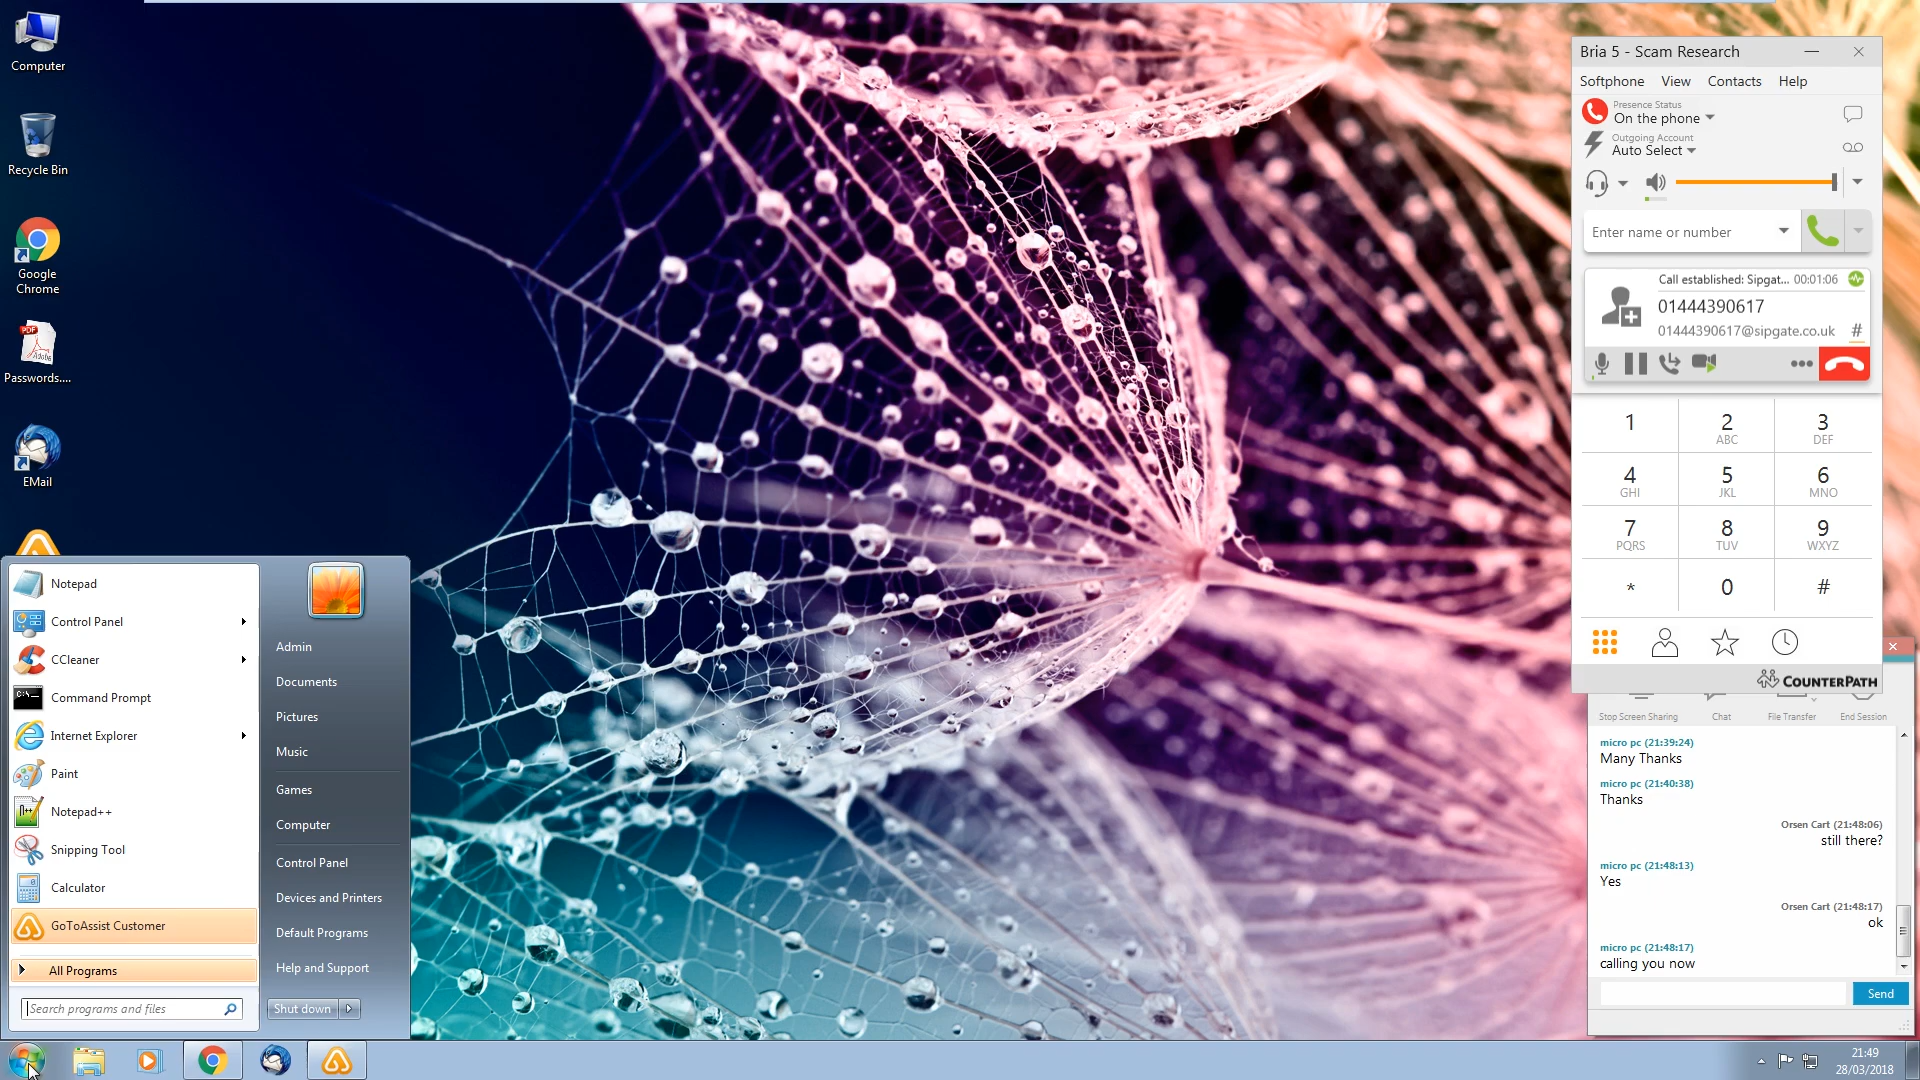 Computer
Recycle Bin
Google
Chrome
PDF
Adobe
Passwords....
EMail
Notepad
Control Panel
CCleaner
Command Prompt
Internet Explorer
Paint
Notepad++
Snipping Tool
Calculator
GoToAssist Customer
All Programs
Search programs and files
Admin
Documents
Pictures
Music
Games
Computer
Control Panel
Devices and Printers
Default Programs
Help and Support
Shut down
Bria 5 - Scam Research
Softphone View Contacts Help
Presence Status
On the phone
Outgoing Account
Auto Select
Enter name or number
Call established: Sipgat... 00:01:06
01444390617
01444390617@sipgate.co.uk #
1 2 3
ABC DEF
4 5 6
GHI JKL MNO
7 8 9
PQRS TUV WXYZ
* 0 #
COUNTERPATH
Stop Screen Sharing Chat File Transfer End Session
micro pc (21:39:24)
Many Thanks
micro pc (21:40:38)
Thanks
Orsen Cart (21:48:06)
still there?
micro pc (21:48:13)
Yes
Orsen Cart (21:48:17)
ok
micro pc (21:48:17)
calling you now
Send
21:49
28/03/2018